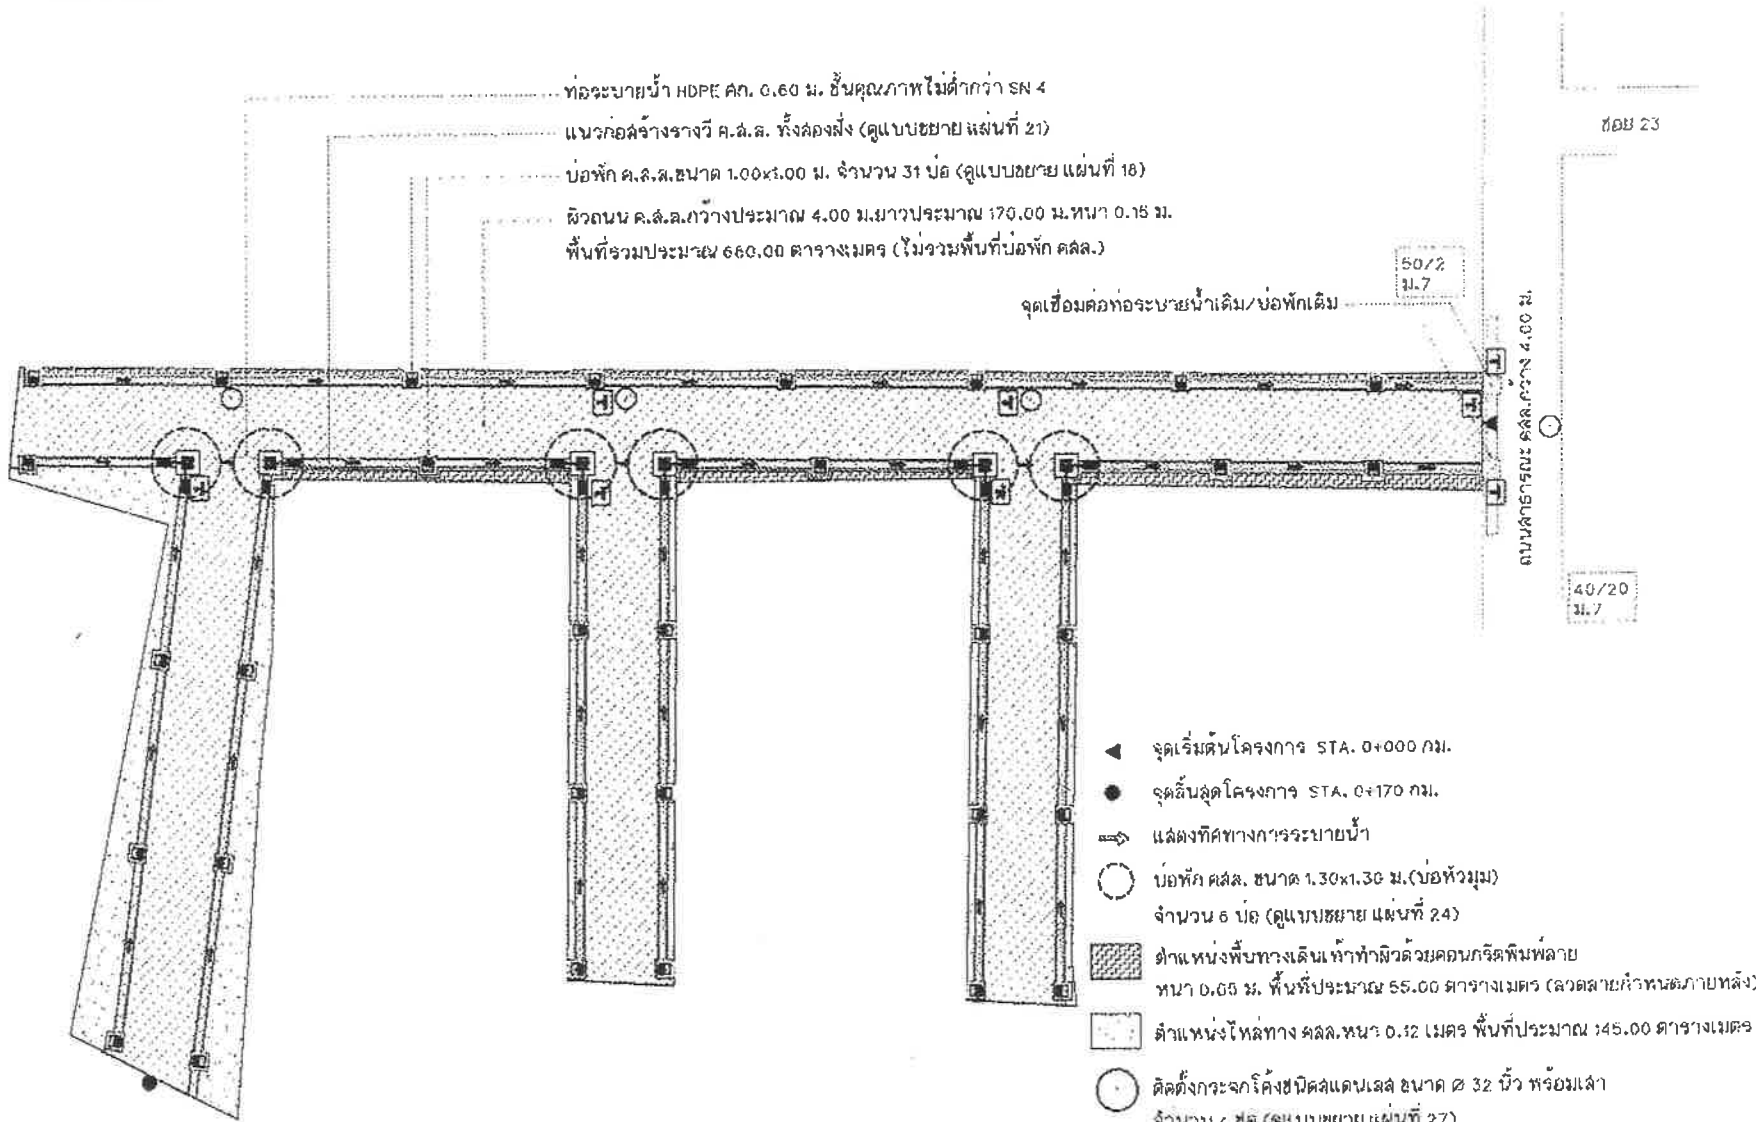 ท่อระบายน้ำ HDPE ศก. 0.60 ม. ชั้นคุณภาพไม่ต่ำกว่า SN 4
แนวก่อสร้างรางวี ค.ส.ล. ทั้งสองฝั่ง (ดูแบบขยาย แผ่นที่ 21)
บ่อพัก ค.ส.ล.ขนาด 1.00x1.00 ม. จำนวน 31 บ่อ (ดูแบบขยาย แผ่นที่ 18)
ผิวถนน ค.ส.ล.กว้างประมาณ 4.00 ม.ยาวประมาณ 170.00 ม.หนา 0.15 ม.
พื้นที่รวมประมาณ 680.00 ตารางเมตร (ไม่รวมพื้นที่บ่อพัก คสล.)
ซอย 23
50/2
ม.7
จุดเชื่อมต่อท่อระบายน้ำเดิม/บ่อพักเดิม
ถนนสาธารณะ คสล.กว้าง 4.00 ม.
40/20
ม.7
จุดเริ่มต้นโครงการ STA. 0+000 กม.
จุดสิ้นสุดโครงการ STA. 0+170 กม.
แสดงทิศทางการระบายน้ำ
บ่อพัก คสล. ขนาด 1.30x1.30 ม.(บ่อหัวมุม)
จำนวน 6 บ่อ (ดูแบบขยาย แผ่นที่ 24)
ตำแหน่งพื้นทางเดินเท้าทำผิวด้วยคอนกรีตพิมพ์ลาย
หนา 0.05 ม. พื้นที่ประมาณ 55.00 ตารางเมตร (ลวดลายกำหนดภายหลัง)
ตำแหน่งไหล่ทาง คสล.หนา 0.12 เมตร พื้นที่ประมาณ 145.00 ตารางเมตร
ติดตั้งกระจกโค้งชนิดสแตนเลส ขนาด Ø 32 นิ้ว พร้อมเสา
จำนวน 4 ชุด (ดูแบบขยาย แผ่นที่ 27)